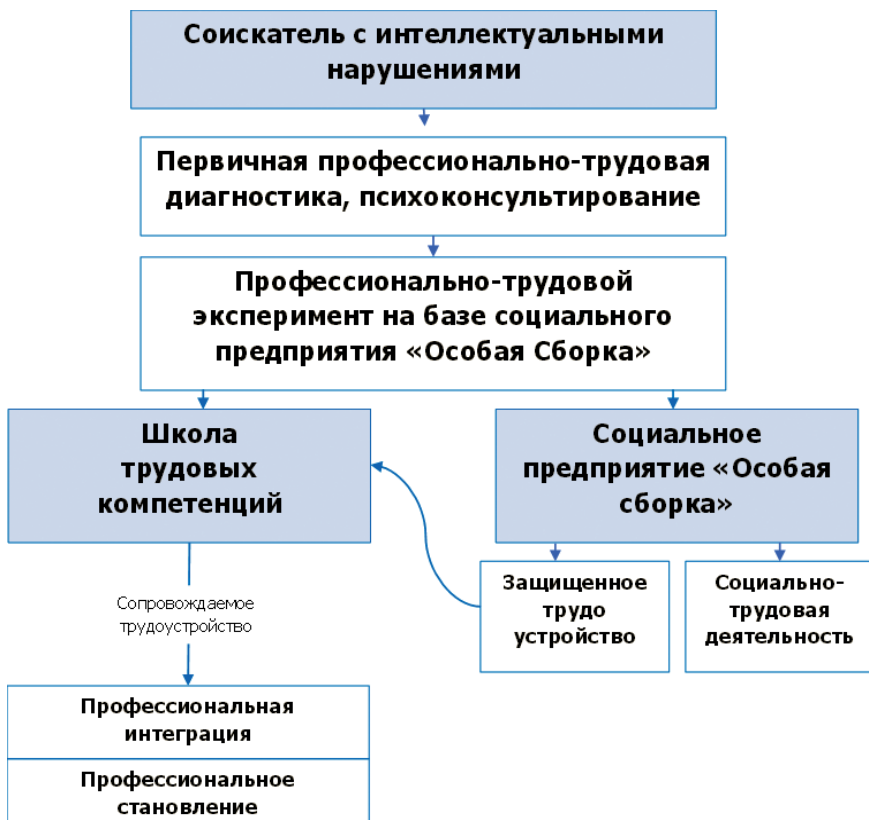 Соискатель с интеллектуальными
нарушениями
Первичная профессионально-трудовая
диагностика, психоконсультирование
Профессионально-трудовой
эксперимент на базе социального
предприятия «Особая Сборка»
Школа
трудовых
компетенций
Социальное
предприятие «Особая
сборка»
Защищенное
трудо
устройство
Социально-
трудовая
деятельность
Сопровождаемое
трудоустройство
Профессиональная
интеграция
Профессиональное
становление